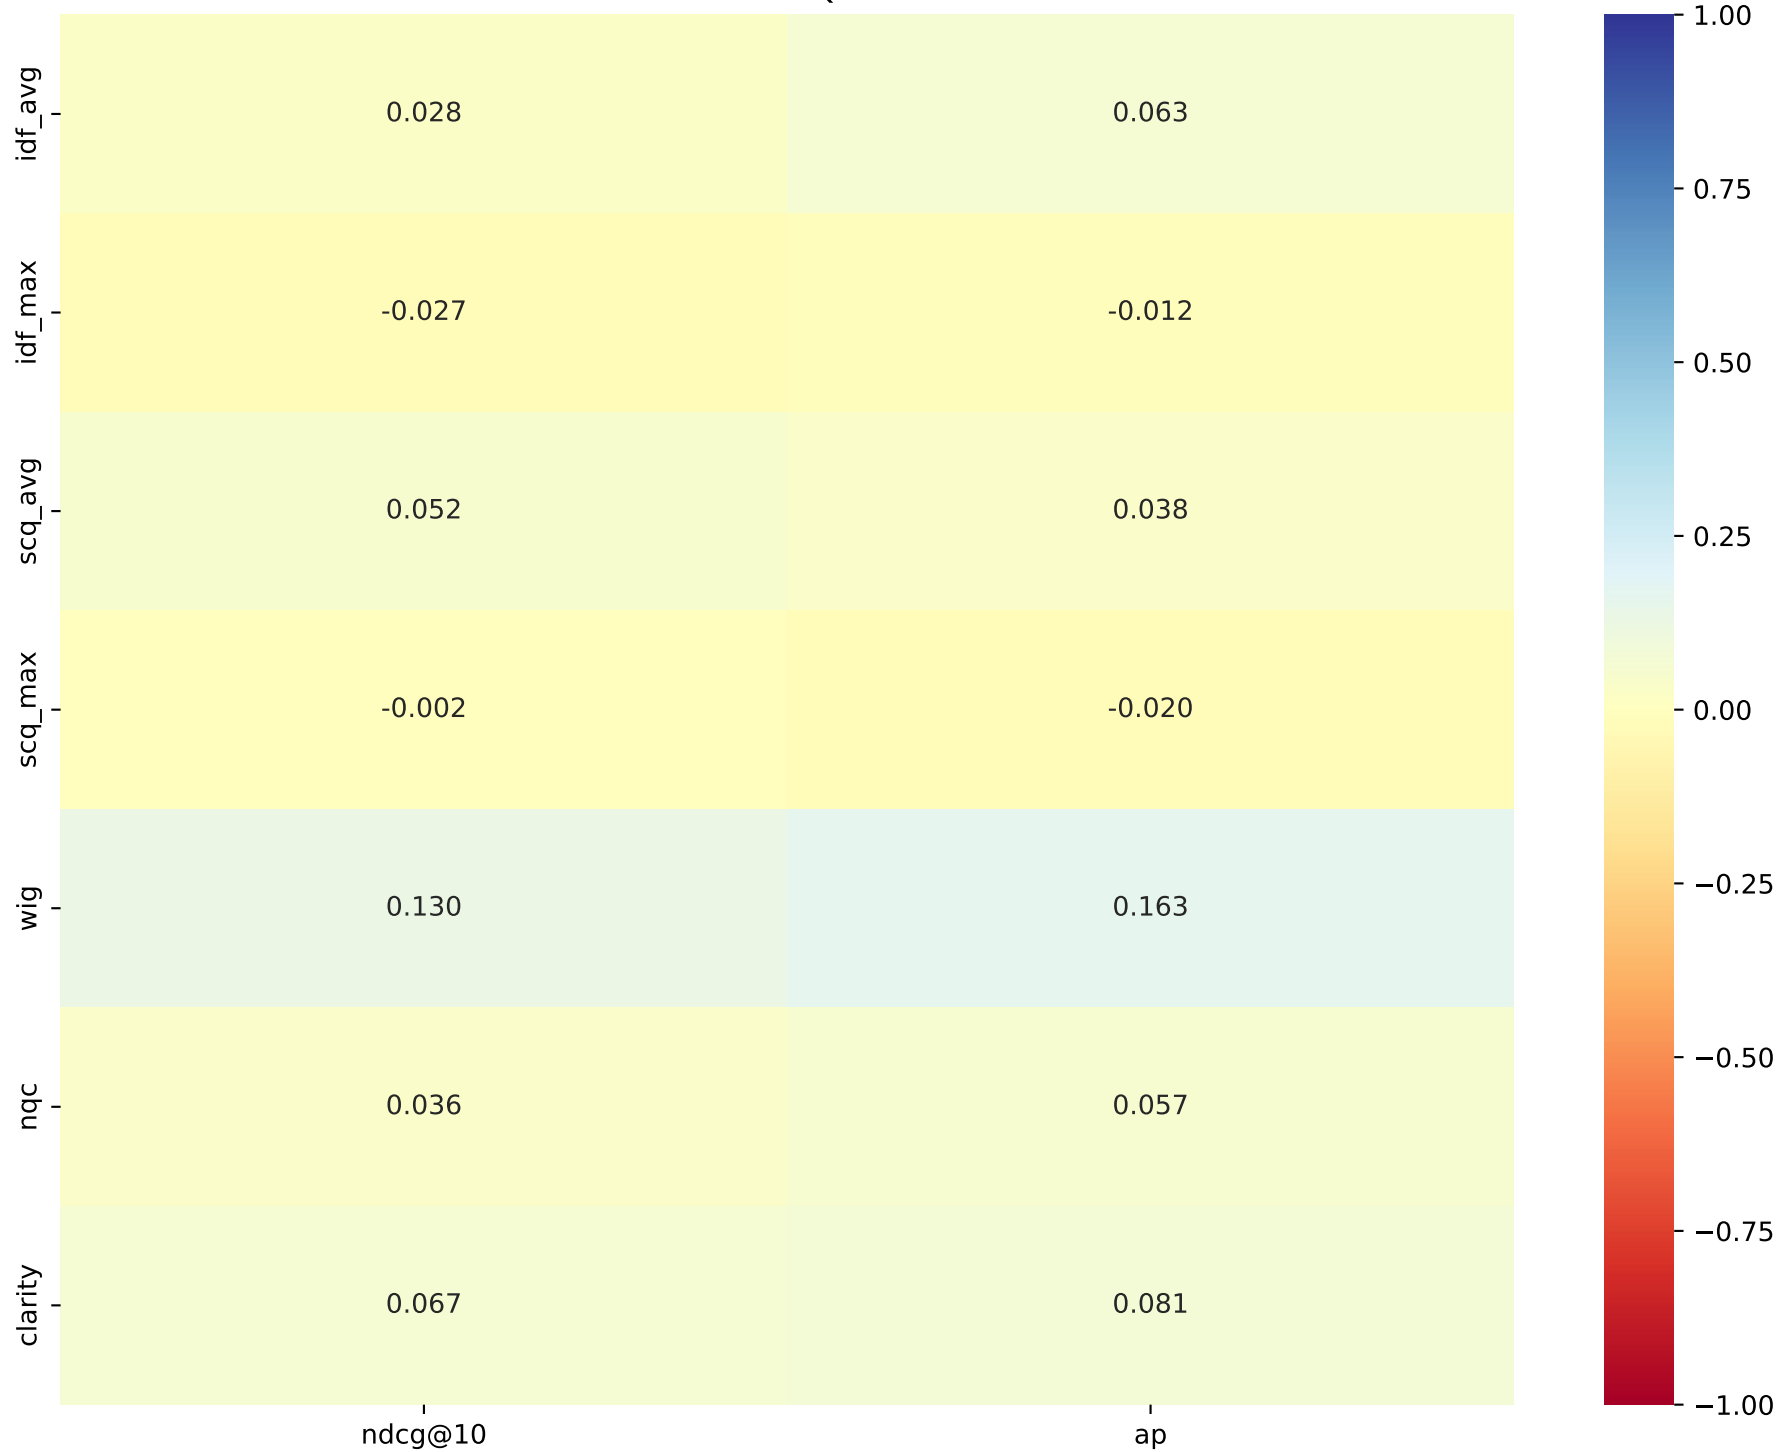 idf_avg 0.028 0.063
idf_max -0.027 -0.012
scq_avg 0.052 0.038
scq_max -0.002 -0.020
wig 0.130 0.163
nqc 0.036 0.057
clarity 0.067 0.081
ndcg@10 ap
1.00
0.75
0.50
0.25
0.00
−0.25
−0.50
−0.75
−1.00